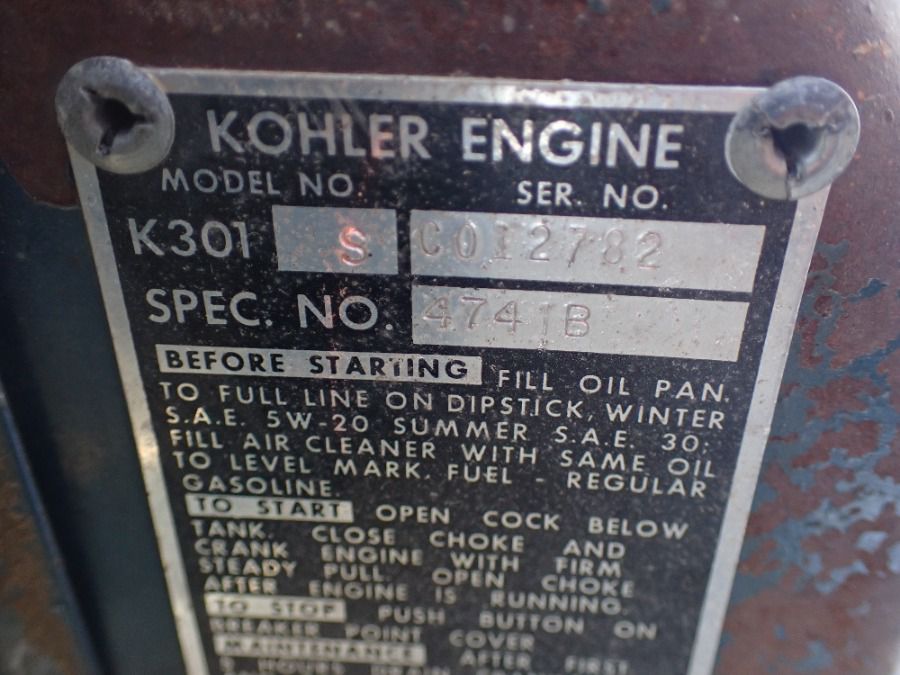 KOHLER ENGINE
MODEL NO. SER. NO.
K301 S C012782
SPEC. NO. 4741B
BEFORE STARTING FILL OIL PAN.
TO FULL LINE ON DIPSTICK, WINTER
S.A.E. 5W-20 SUMMER S.A.E. 30;
FILL AIR CLEANER WITH SAME OIL
TO LEVEL MARK. FUEL - REGULAR
GASOLINE.
TO START OPEN COCK BELOW
TANK. CLOSE CHOKE AND
CRANK ENGINE WITH FIRM
STEADY PULL. OPEN CHOKE
AFTER ENGINE IS RUNNING.
TO STOP PUSH BUTTON ON
BREAKER POINT COVER
MAINTENANCE AFTER FIRST
HOURS DRAIN